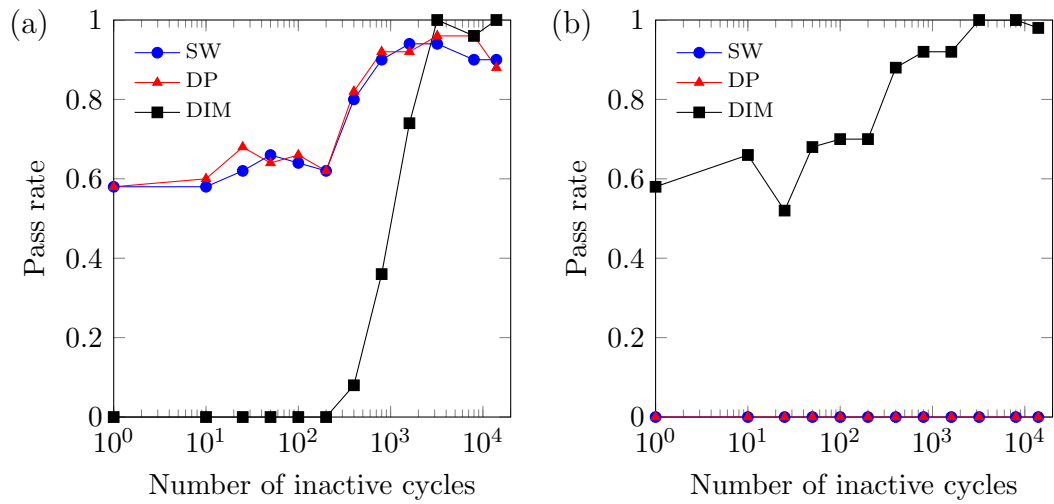 (a)
1
0.8
0.6
0.4
0.2
0
Pass rate
SW
DP
DIM
10^0
10^1
10^2
10^3
10^4
Number of inactive cycles
(b)
1
0.8
0.6
0.4
0.2
0
Pass rate
SW
DP
DIM
10^0
10^1
10^2
10^3
10^4
Number of inactive cycles